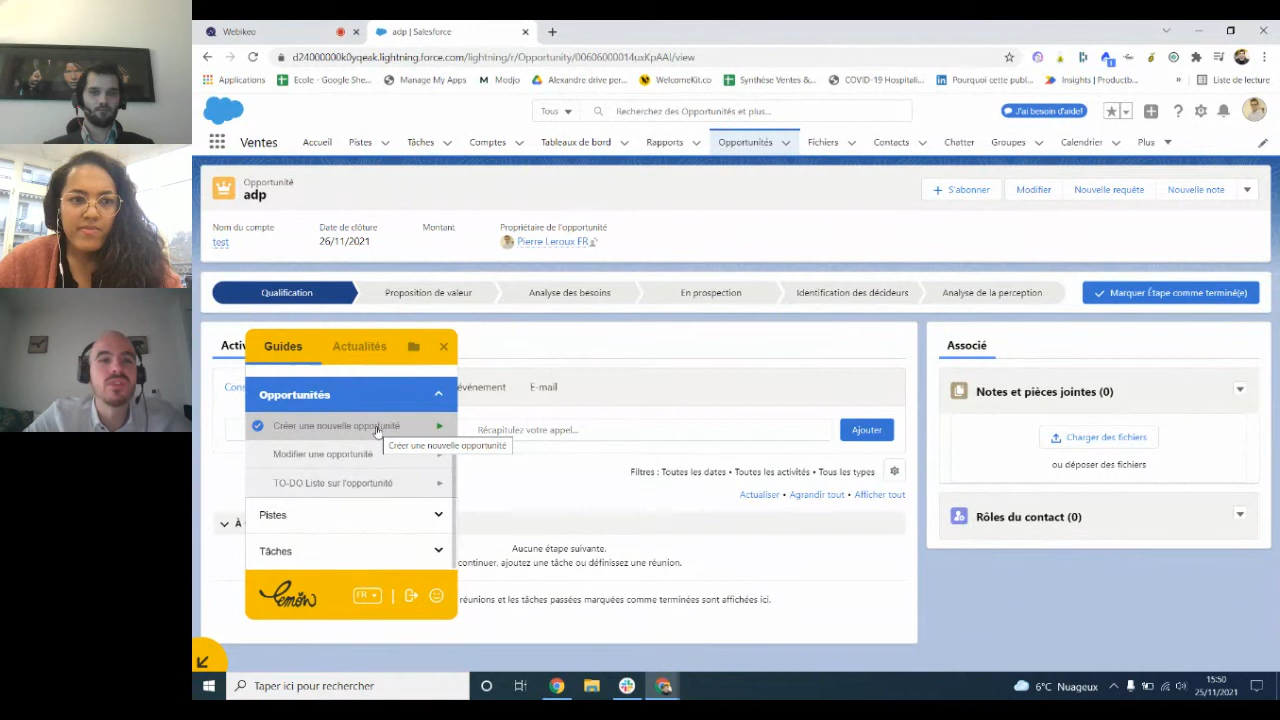 Webikeo
adp | Salesforce
d24000000k0yqeak.lightning.force.com/lightning/r/Opportunity/00606000014uxKpAAI/view
Applications
Ecole - Google She...
Manage My Apps
Modjo
Alexandre drive per...
WelcomeKit.co
Synthèse Ventes &...
COVID-19 Hospitali...
Pourquoi cette publ...
Insights | Productb...
»
Liste de lecture
Tous
Recherchez des Opportunités et plus...
J'ai besoin d'aide!
Ventes
Accueil
Pistes
Tâches
Comptes
Tableaux de bord
Rapports
Opportunités
Fichiers
Contacts
Chatter
Groupes
Calendrier
Plus
Opportunité
adp
+ S'abonner
Modifier
Nouvelle requête
Nouvelle note
Nom du compte
test
Date de clôture
26/11/2021
Montant
Propriétaire de l'opportunité
Pierre Leroux FR
Qualification
Proposition de valeur
Analyse des besoins
En prospection
Identification des décideurs
Analyse de la perception
Marquer Étape comme terminé(e)
Activ
Cons
événement
E-mail
Récapitulez votre appel...
Ajouter
Filtres : Toutes les dates • Toutes les activités • Tous les types
Actualiser • Agrandir tout • Afficher tout
À
Aucune étape suivante.
continuer, ajoutez une tâche ou définissez une réunion.
réunions et les tâches passées marquées comme terminées sont affichées ici.
Guides
Actualités
Opportunités
Créer une nouvelle opportunité
Créer une nouvelle opportunité
Modifier une opportunité
TO-DO Liste sur l'opportunité
Pistes
Tâches
lemon
FR
Associé
Notes et pièces jointes (0)
Charger des fichiers
ou déposer des fichiers
Rôles du contact (0)
Taper ici pour rechercher
6°C Nuageux
15:50
25/11/2021